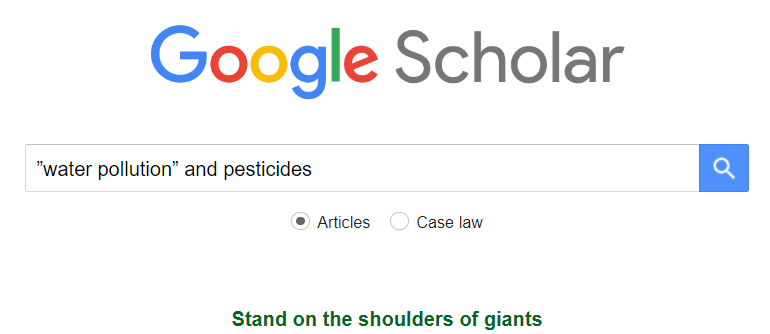 Google Scholar
”water pollution” and pesticides
Articles Case law
Stand on the shoulders of giants